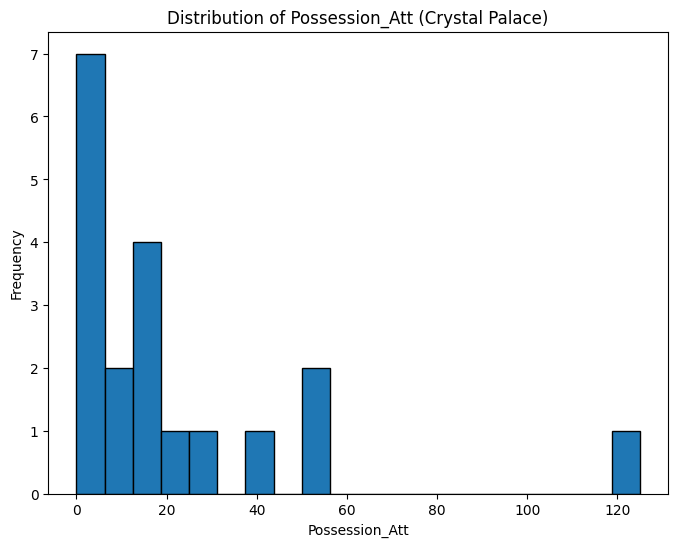 Distribution of Possession_Att (Crystal Palace)
7
6
5
4
3
2
1
0
Frequency
0 20 40 60 80 100 120
Possession_Att